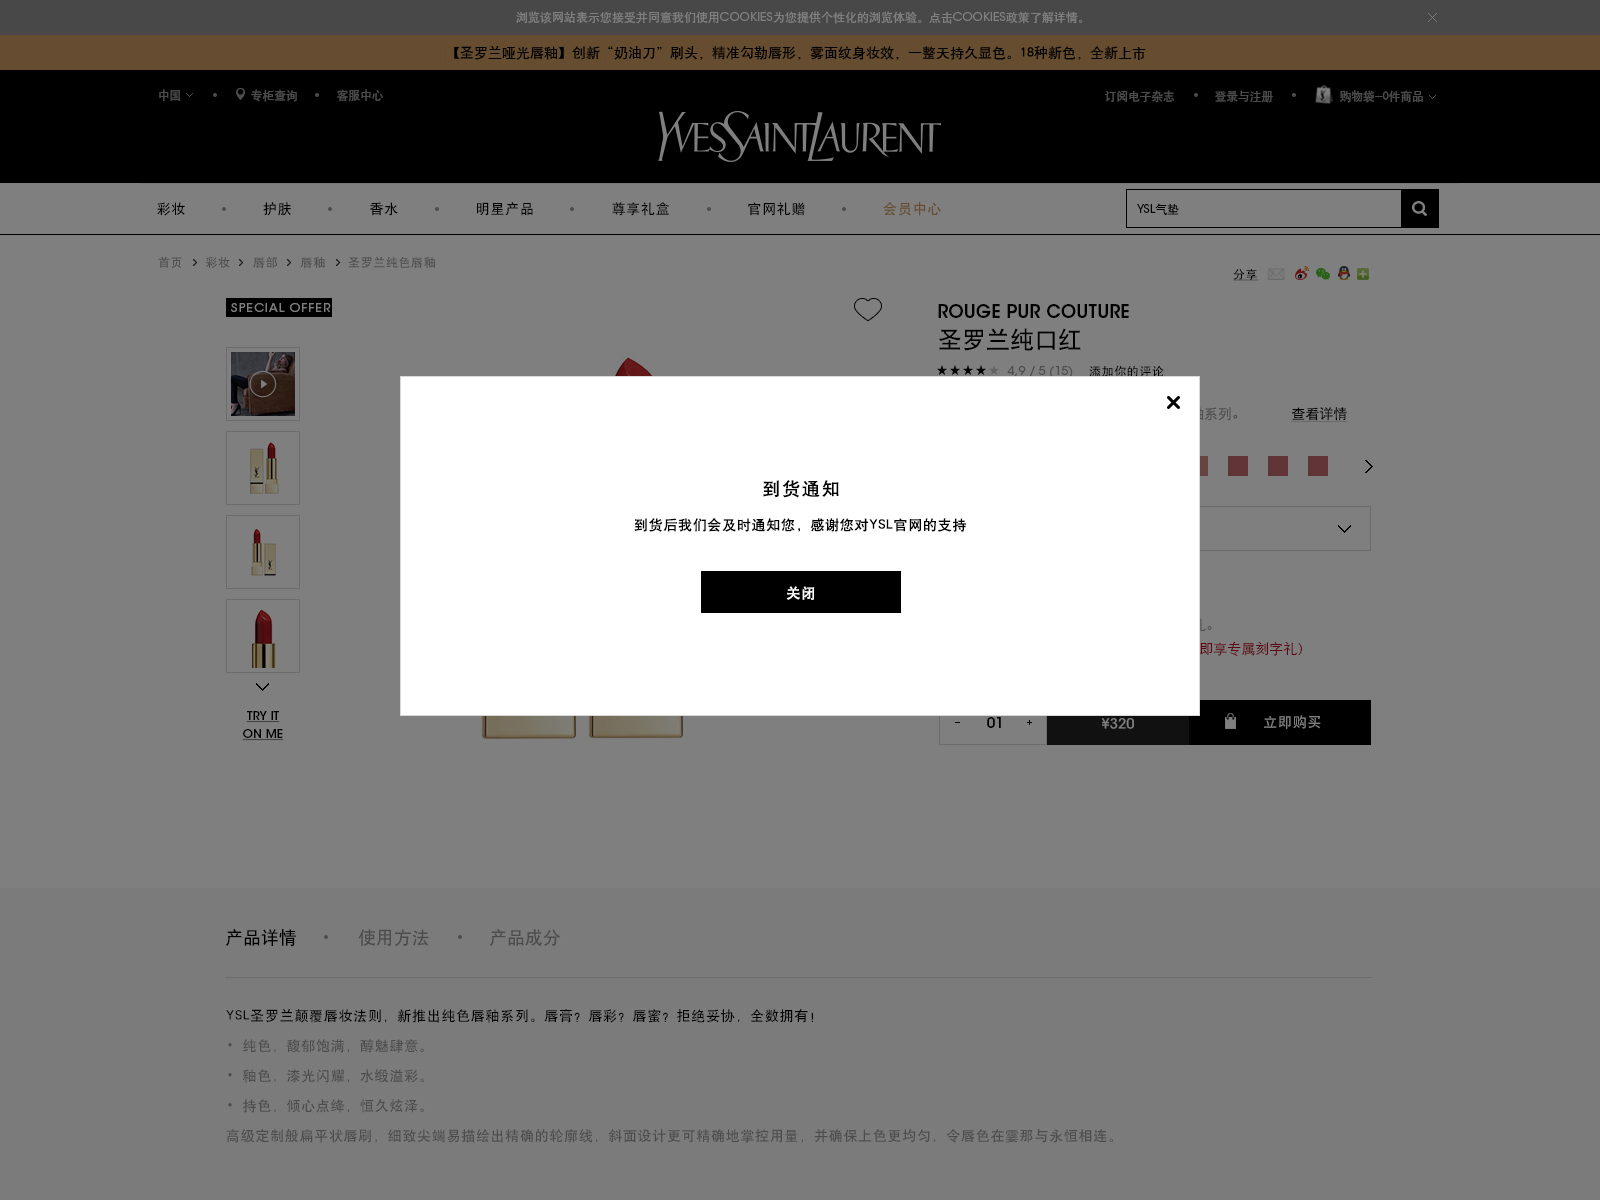 浏览该网站表示您接受并同意我们使用COOKIES为您提供个性化的浏览体验。点击COOKIES政策了解详情。
【圣罗兰哑光唇釉】创新“奶油刀”刷头，精准勾勒唇形，雾面纹身妆效，一整天持久显色。18种新色，全新上市
中国 • 专柜查询 • 客服中心
订阅电子杂志 • 登录与注册 • 购物袋—0件商品
YVESSAINTLAURENT
彩妆 • 护肤 • 香水 • 明星产品 • 尊享礼盒 • 官网礼赠 • 会员中心
YSL气垫
首页 > 彩妆 > 唇部 > 唇釉 > 圣罗兰纯色唇釉
分享
SPECIAL OFFER
ROUGE PUR COUTURE
圣罗兰纯口红
★★★★★ 4,9 / 5 (15) 添加你的评论
系列。 查看详情
到货通知
到货后我们会及时通知您，感谢您对YSL官网的支持
关闭
礼。
即享专属刻字礼）
TRY IT
ON ME
- 01 + ¥320 立即购买
产品详情 • 使用方法 • 产品成分
YSL圣罗兰颠覆唇妆法则，新推出纯色唇釉系列。唇膏？唇彩？唇蜜？拒绝妥协，全数拥有！
• 纯色，馥郁饱满，醇魅肆意。
• 釉色，漆光闪耀，水缎溢彩。
• 持色，倾心点绛，恒久炫泽。
高级定制般扁平状唇刷，细致尖端易描绘出精确的轮廓线，斜面设计更可精确地掌控用量，并确保上色更均匀，令唇色在霎那与永恒相连。